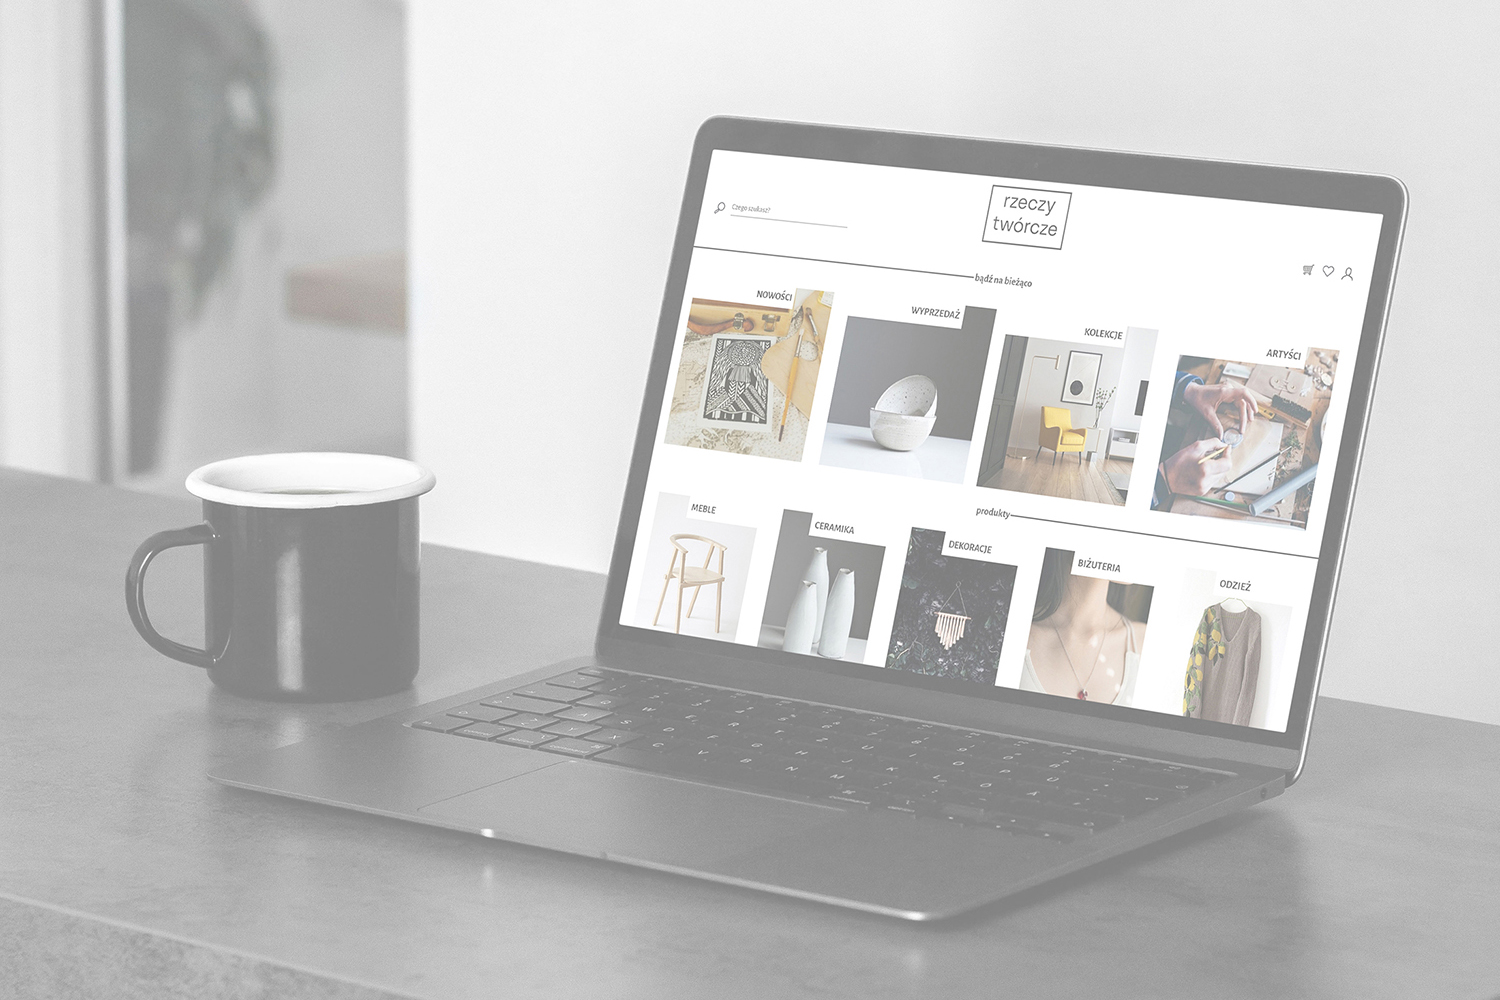 rzeczy
twórcze
Czego szukasz?
bądź na bieżąco
NOWOŚCI
WYPRZEDAŻ
KOLEKCJE
ARTYŚCI
produkty
MEBLE
CERAMIKA
DEKORACJE
BIŻUTERIA
ODZIEŻ